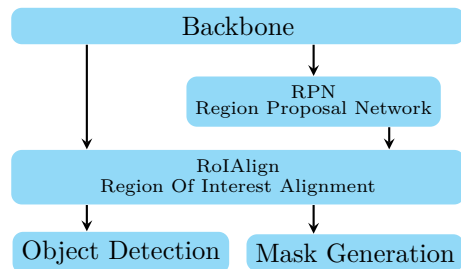 Backbone
RPN
Region Proposal Network
RoIAlign
Region Of Interest Alignment
Object Detection
Mask Generation